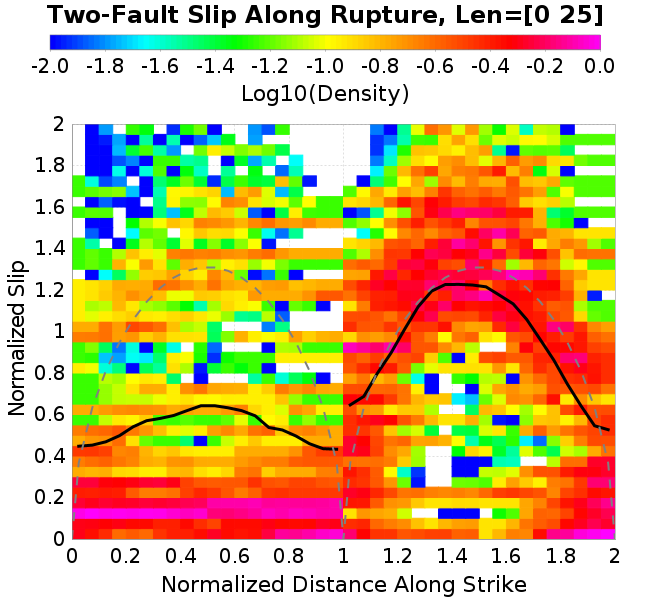 Two-Fault Slip Along Rupture, Len=[0 25]
-2.0 -1.8 -1.6 -1.4 -1.2 -1.0 -0.8 -0.6 -0.4 -0.2 0.0
Log10(Density)
Normalized Slip
2
1.8
1.6
1.4
1.2
1
0.8
0.6
0.4
0.2
0
0 0.2 0.4 0.6 0.8 1 1.2 1.4 1.6 1.8 2
Normalized Distance Along Strike